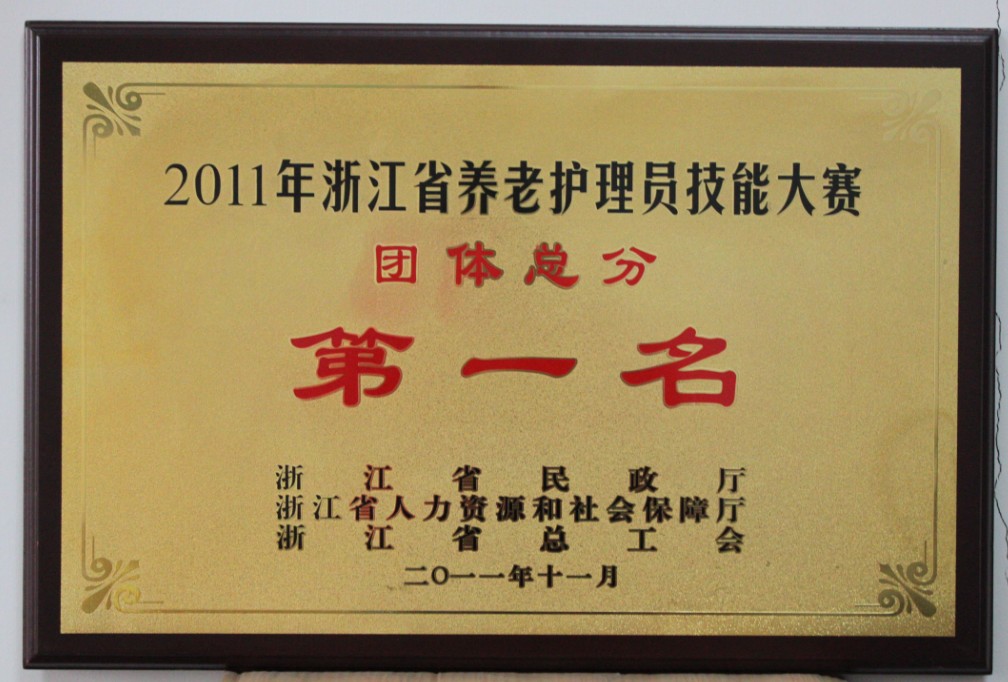 2011年浙江省养老护理员技能大赛
团体总分
第一名
浙江省民政厅
浙江省人力资源和社会保障厅
浙江省总工会
二〇一一年十一月